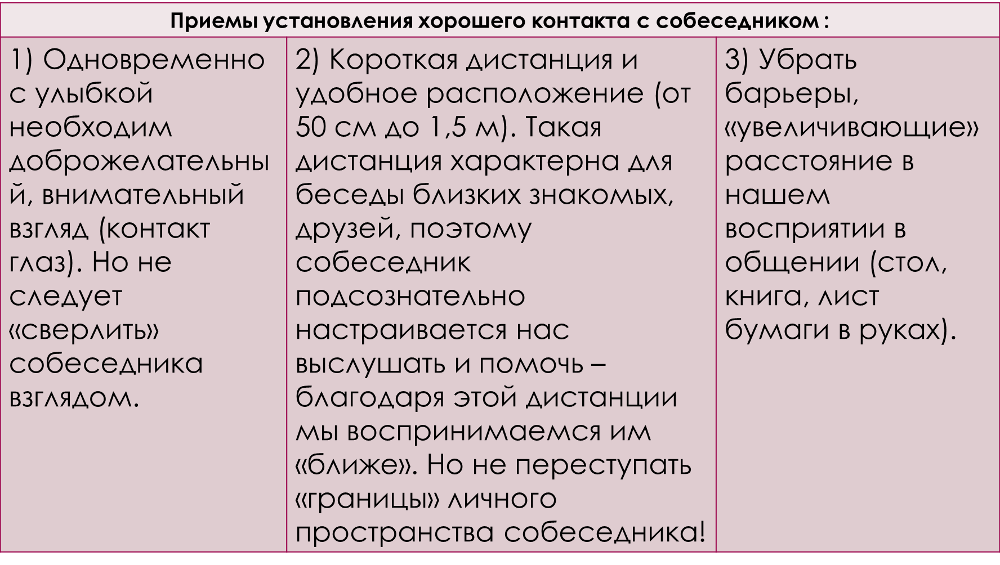 Приемы установления хорошего контакта с собеседником :
1) Одновременно
с улыбкой
необходим
доброжелательны
й, внимательный
взгляд (контакт
глаз). Но не
следует
«сверлить»
собеседника
взглядом.
2) Короткая дистанция и
удобное расположение (от
50 см до 1,5 м). Такая
дистанция характерна для
беседы близких знакомых,
друзей, поэтому
собеседник
подсознательно
настраивается нас
выслушать и помочь –
благодаря этой дистанции
мы воспринимаемся им
«ближе». Но не переступать
«границы» личного
пространства собеседника!
3) Убрать
барьеры,
«увеличивающие»
расстояние в
нашем
восприятии в
общении (стол,
книга, лист
бумаги в руках).